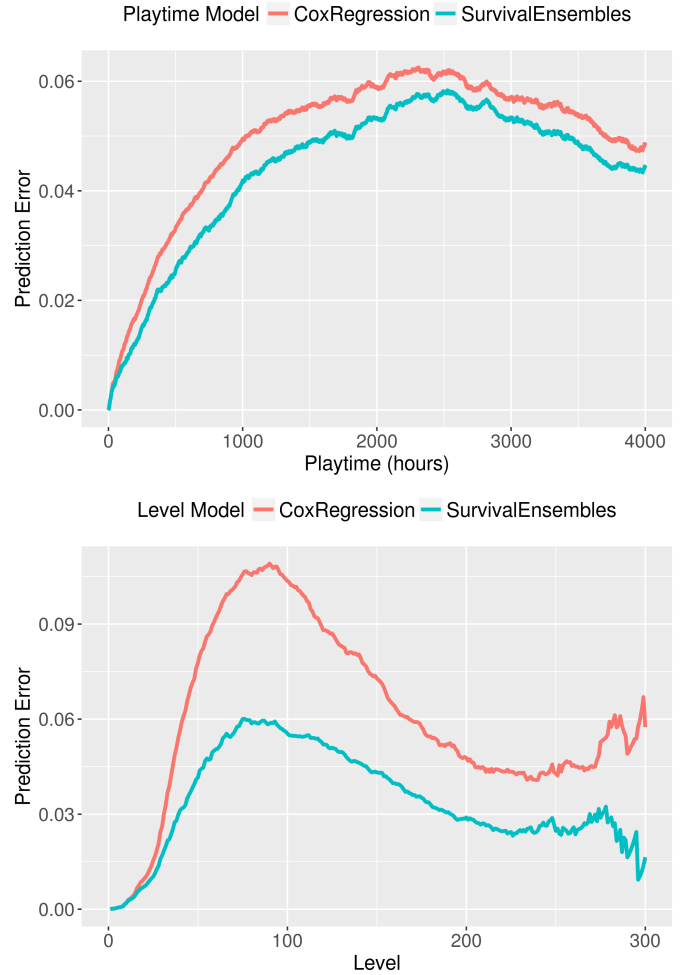 Playtime Model CoxRegression SurvivalEnsembles
Prediction Error
0.06
0.04
0.02
0.00
0 1000 2000 3000 4000
Playtime (hours)
Level Model CoxRegression SurvivalEnsembles
Prediction Error
0.09
0.06
0.03
0.00
0 100 200 300
Level